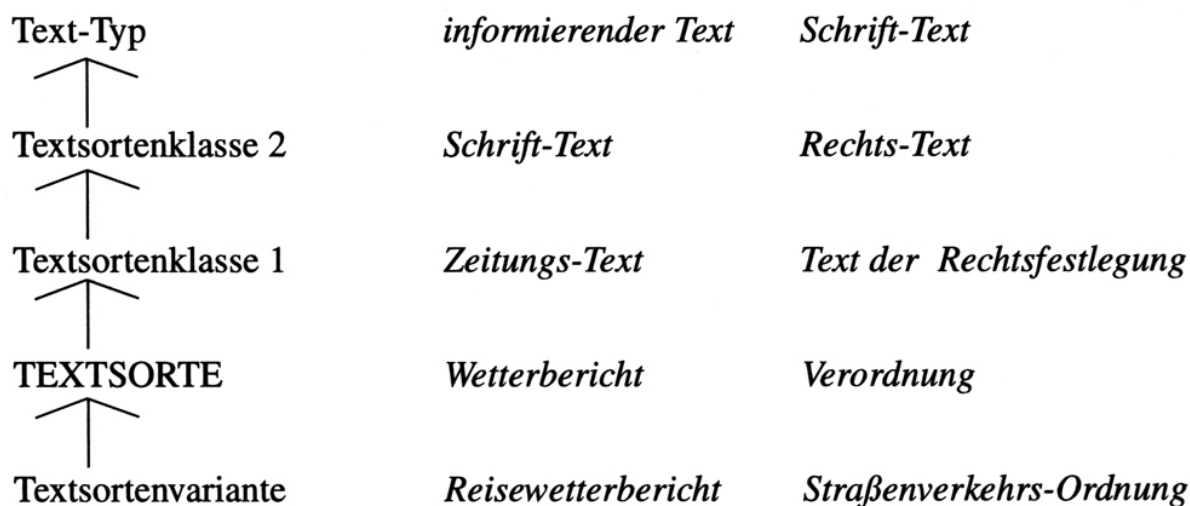 Text-Typ informierender Text Schrift-Text
Textsortenklasse 2 Schrift-Text Rechts-Text
Textsortenklasse 1 Zeitungs-Text Text der Rechtsfestlegung
TEXTSORTE Wetterbericht Verordnung
Textsortenvariante Reisewetterbericht Straßenverkehrs-Ordnung